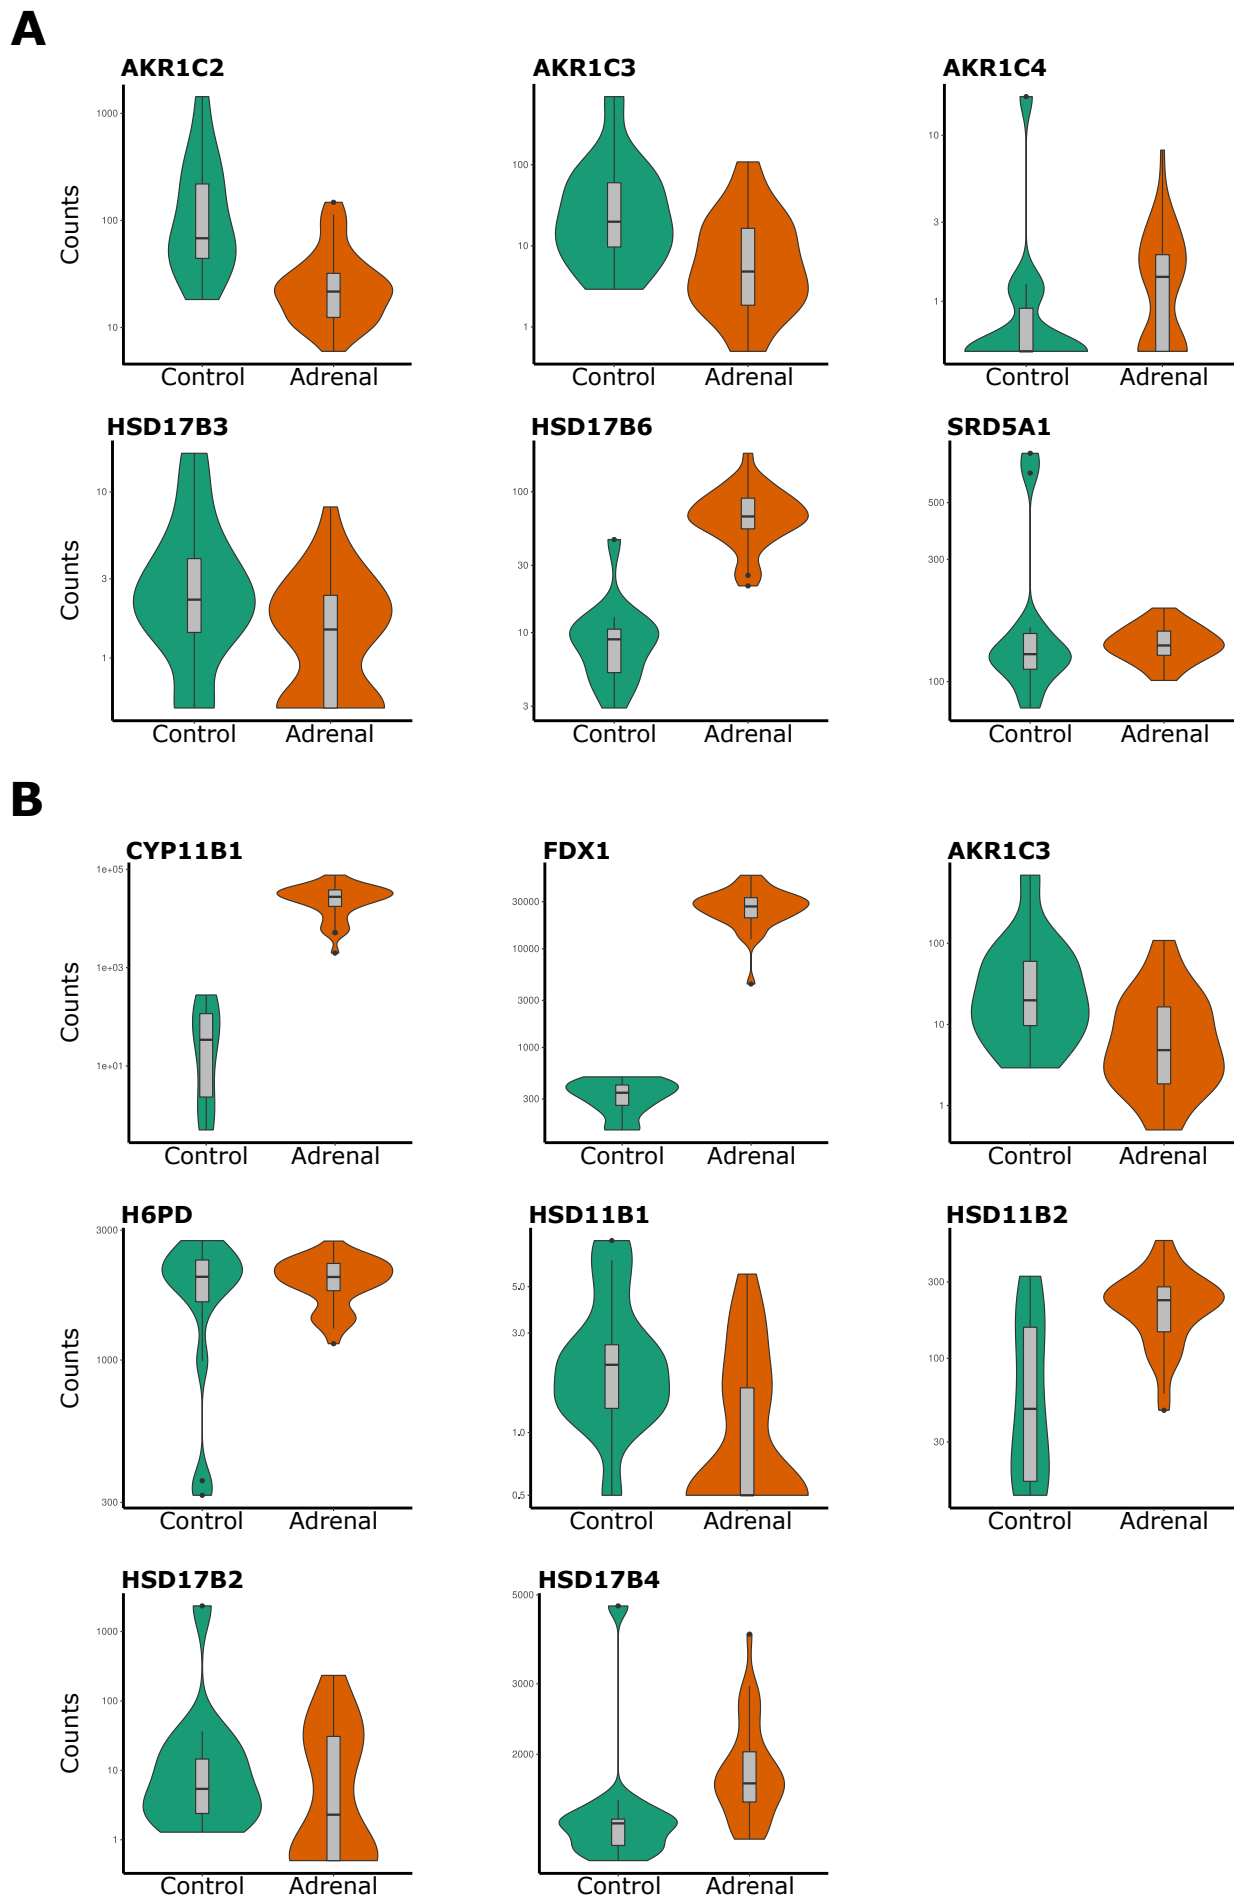 A
AKR1C2 AKR1C3 AKR1C4
Counts
1000
100
10
100
10
1
10
3
1
Control Adrenal Control Adrenal Control Adrenal
HSD17B3 HSD17B6 SRD5A1
Counts
10
3
1
100
30
10
3
500
300
100
Control Adrenal Control Adrenal Control Adrenal
B
CYP11B1 FDX1 AKR1C3
Counts
1e+05
1e+03
1e+01
30000
10000
3000
1000
300
100
10
1
Control Adrenal Control Adrenal Control Adrenal
H6PD HSD11B1 HSD11B2
Counts
3000
1000
300
5.0
3.0
1.0
0.5
300
100
30
Control Adrenal Control Adrenal Control Adrenal
HSD17B2 HSD17B4
Counts
1000
100
10
1
5000
3000
2000
Control Adrenal Control Adrenal